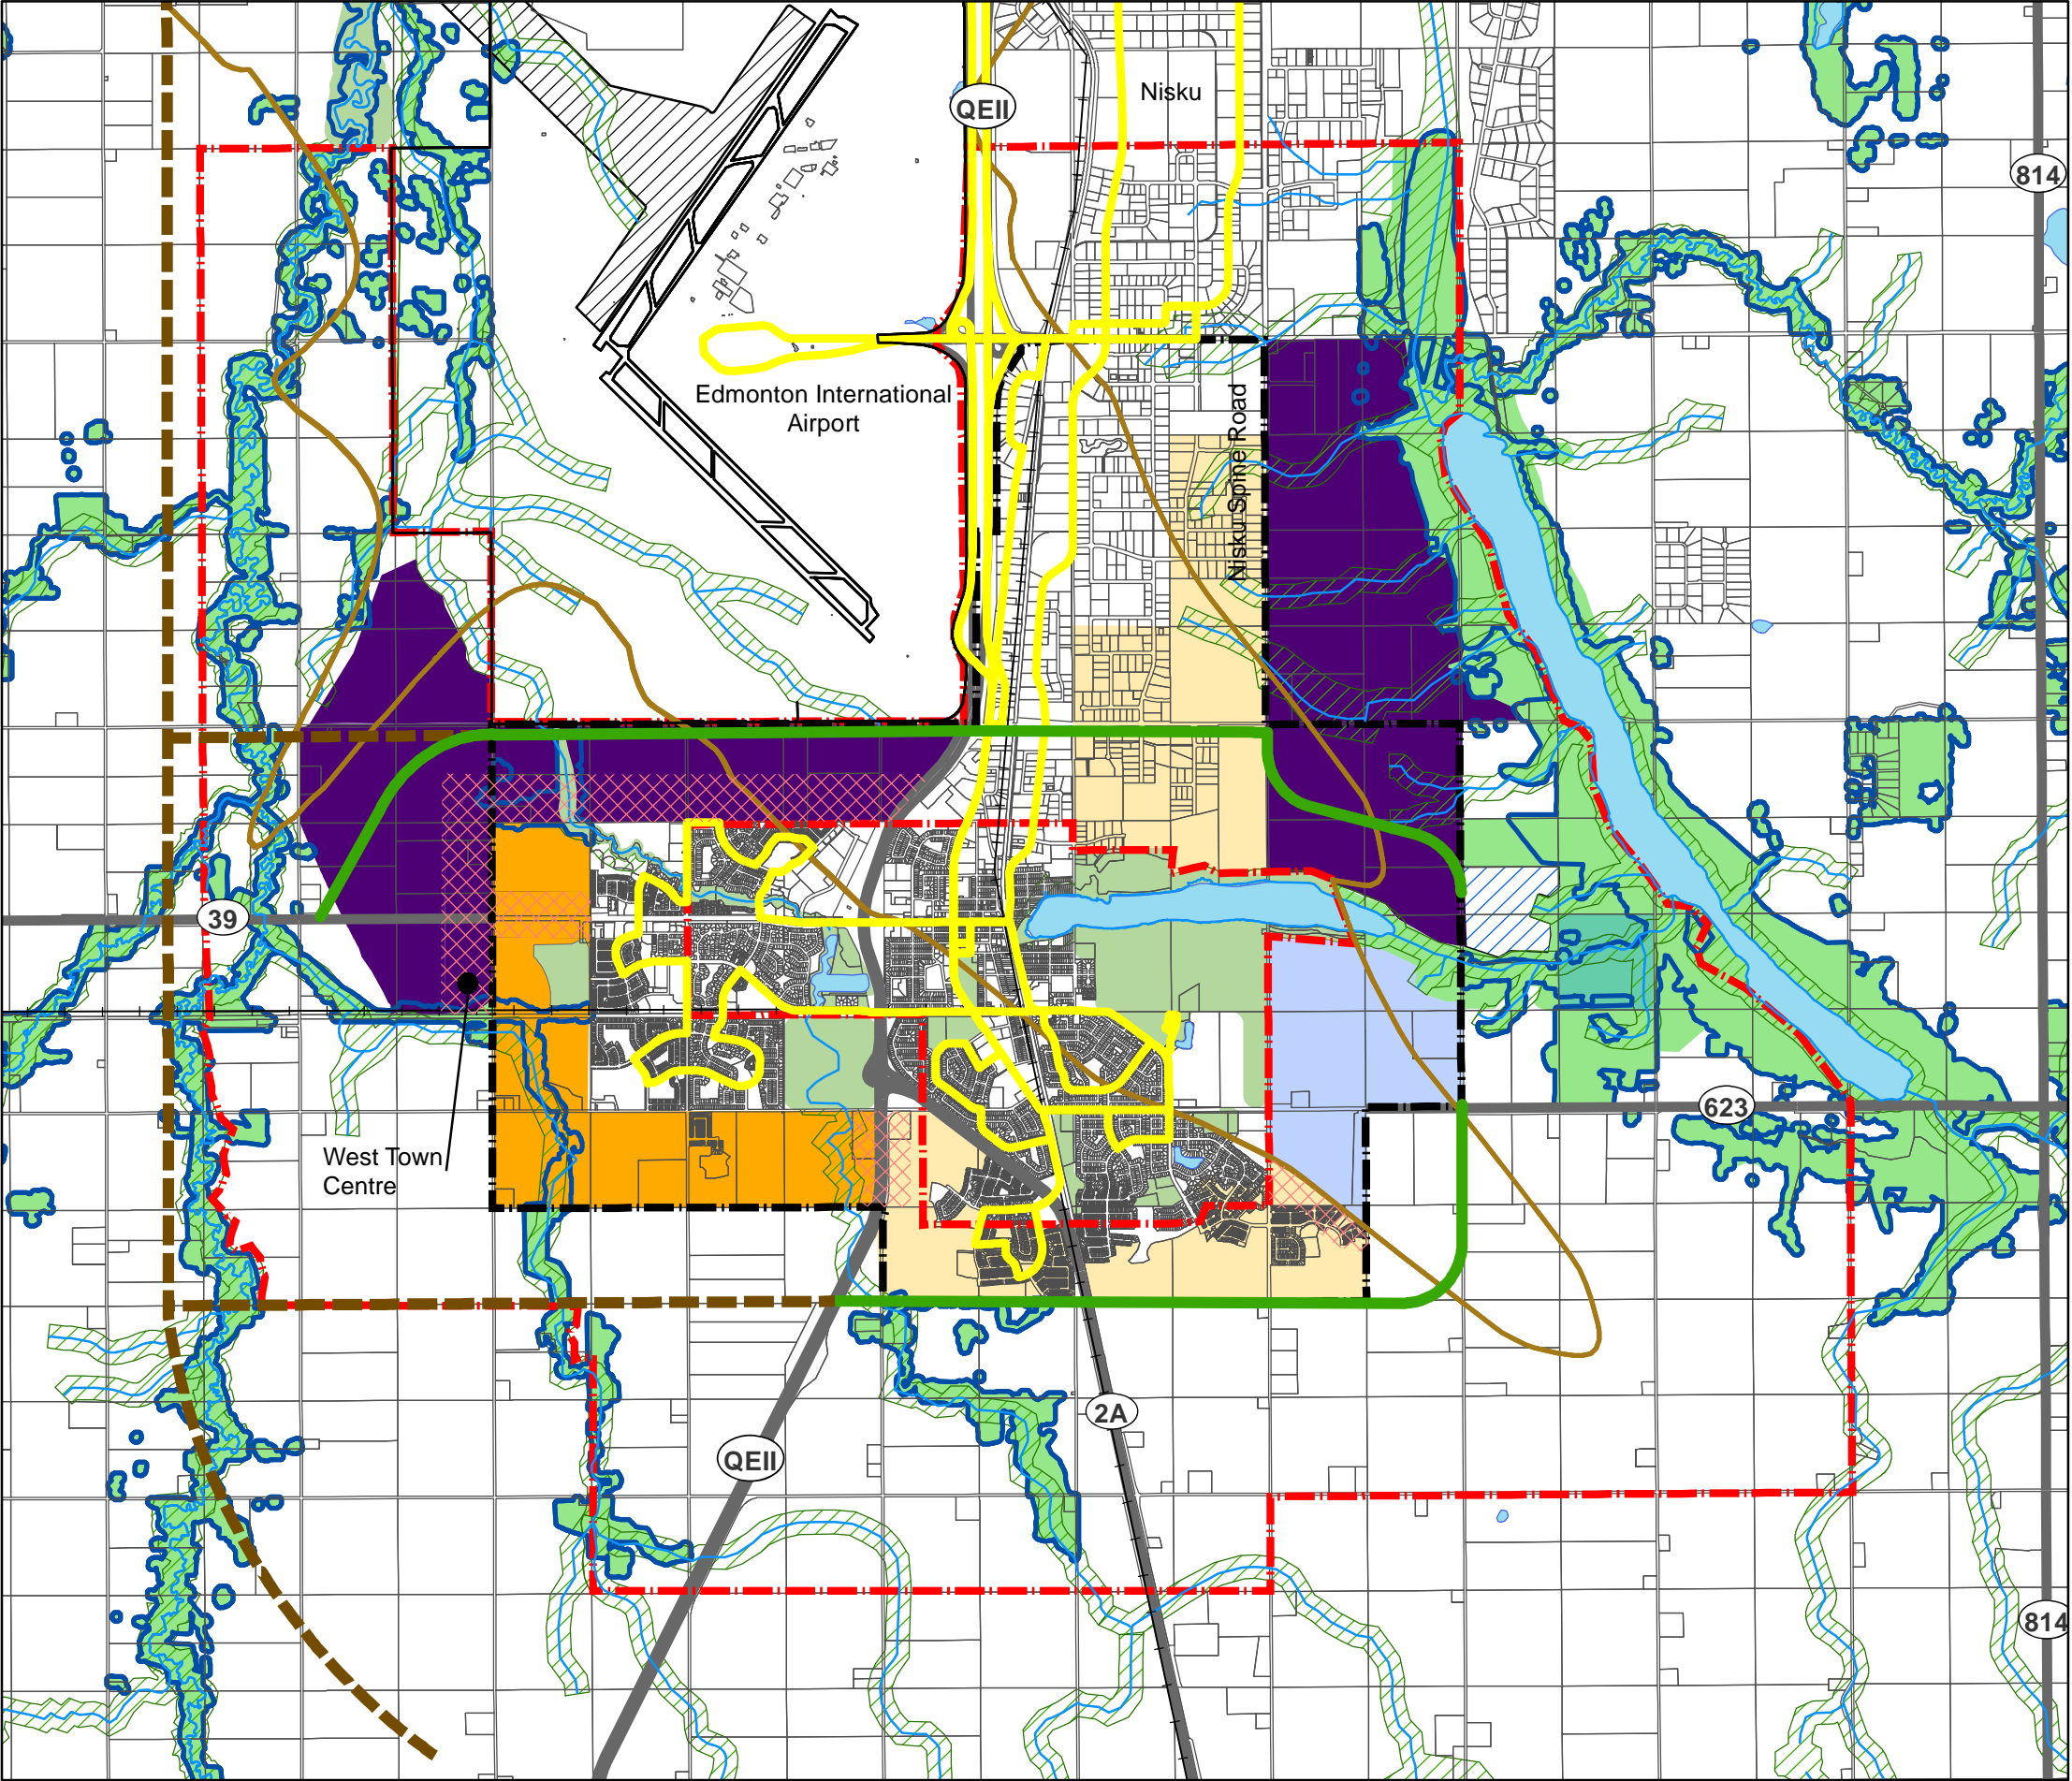 Nisku
QEII
814
Edmonton International
Airport
Nisku Spine Road
39
623
West Town
Centre
2A
QEII
814